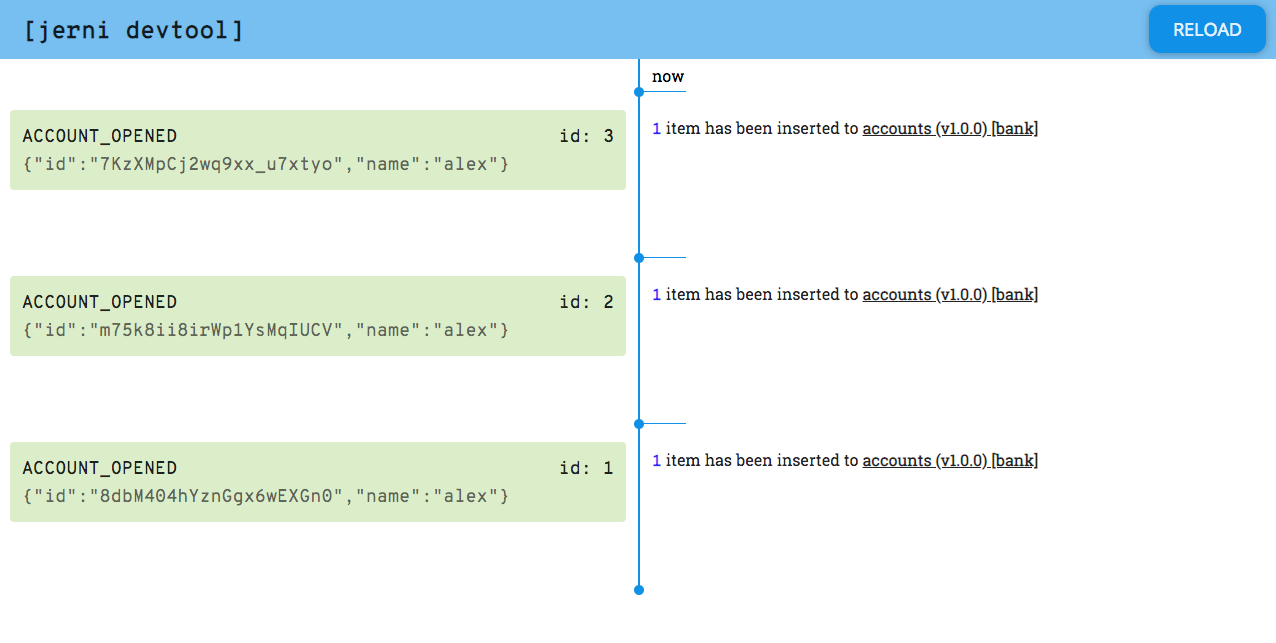 [jerni devtool]
RELOAD
now
ACCOUNT_OPENED id: 3
{"id":"7KzXMpCj2wq9xx_u7xtyo","name":"alex"}
1 item has been inserted to accounts (v1.0.0) [bank]
ACCOUNT_OPENED id: 2
{"id":"m75k8ii8irWp1YsMqIUCV","name":"alex"}
1 item has been inserted to accounts (v1.0.0) [bank]
ACCOUNT_OPENED id: 1
{"id":"8dbM404hYznGgx6wEXGn0","name":"alex"}
1 item has been inserted to accounts (v1.0.0) [bank]